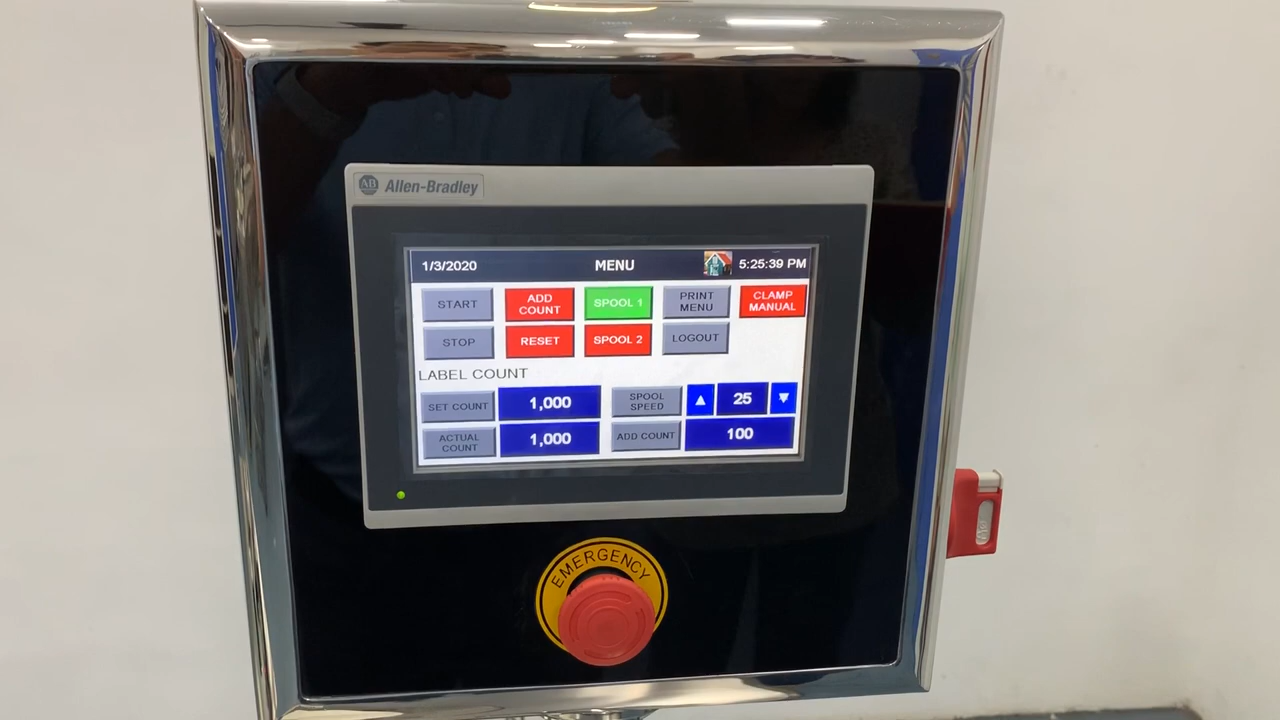 AB Allen-Bradley
1/3/2020 MENU 5:25:39 PM
START ADD COUNT SPOOL 1 PRINT MENU CLAMP MANUAL
STOP RESET SPOOL 2 LOGOUT
LABEL COUNT
SET COUNT 1,000 SPOOL SPEED ▲ 25 ▼
ACTUAL COUNT 1,000 ADD COUNT 100
EMERGENCY